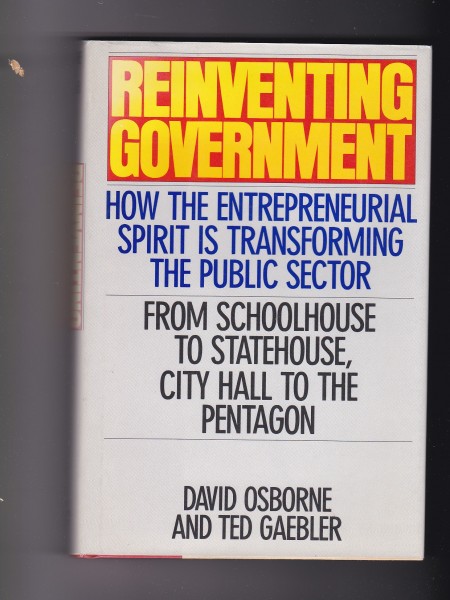 REINVENTING
GOVERNMENT
HOW THE ENTREPRENEURIAL
SPIRIT IS TRANSFORMING
THE PUBLIC SECTOR
FROM SCHOOLHOUSE
TO STATEHOUSE,
CITY HALL TO THE
PENTAGON
DAVID OSBORNE
AND TED GAEBLER